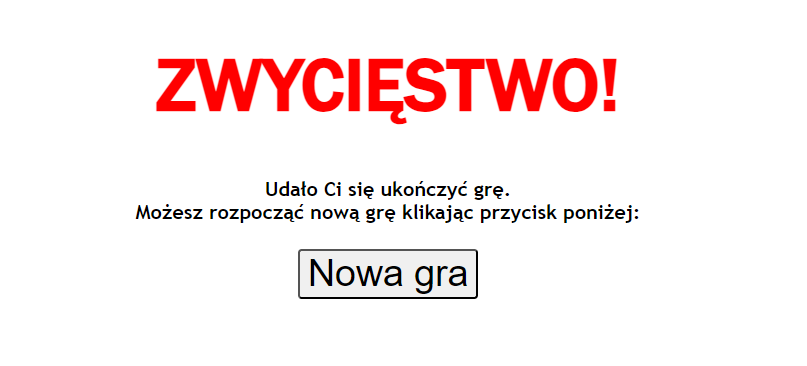 ZWYCIĘSTWO!
Udało Ci się ukończyć grę.
Możesz rozpocząć nową grę klikając przycisk poniżej:
Nowa gra